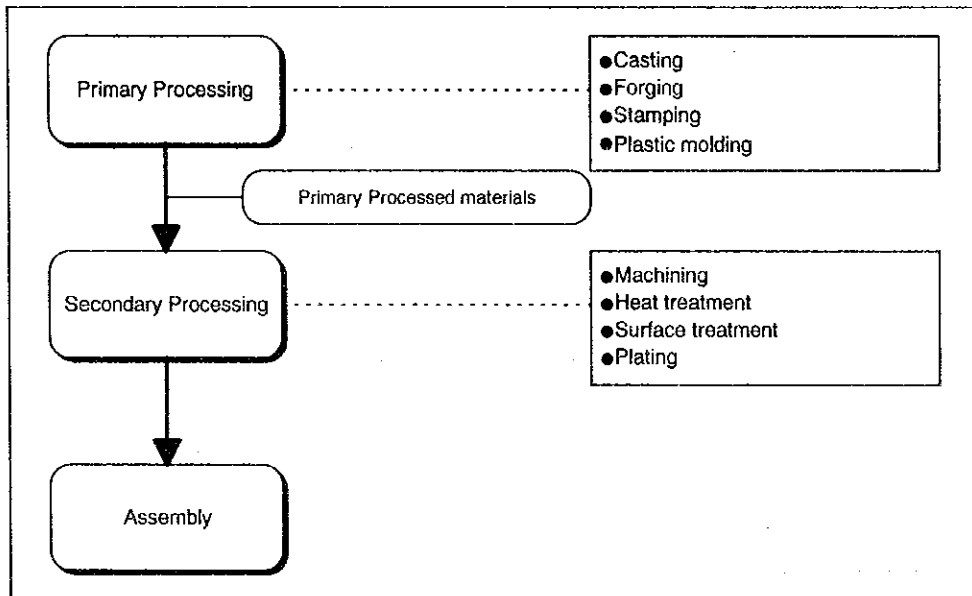 Primary Processing
●Casting
●Forging
●Stamping
●Plastic molding
Primary Processed materials
Secondary Processing
●Machining
●Heat treatment
●Surface treatment
●Plating
Assembly